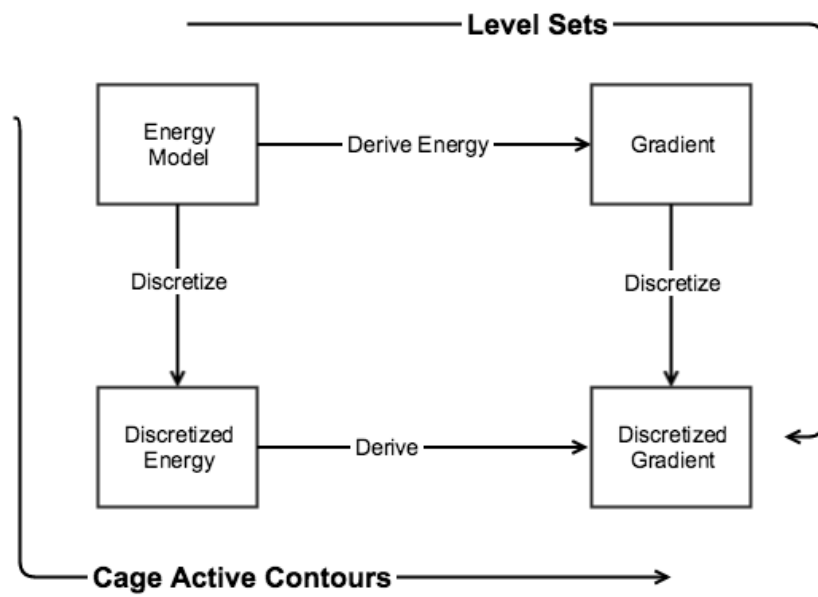 Level Sets
Energy
Model
Derive Energy
Gradient
Discretize
Discretize
Discretized
Energy
Derive
Discretized
Gradient
Cage Active Contours